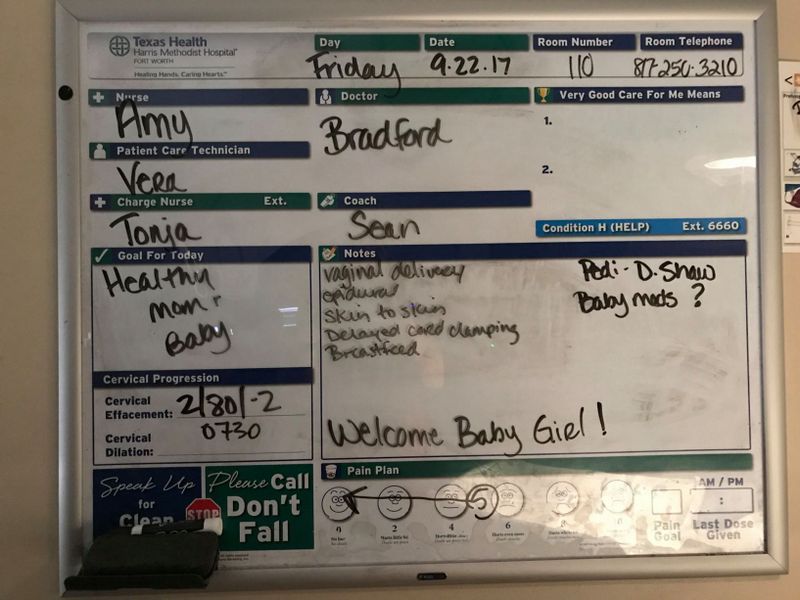 Texas Health
Harris Methodist Hospital
FORT WORTH
Healing Hands. Caring Hearts.
Day
Date
Room Number
Room Telephone
Friday
9.22.17
110
817-250-3210
Nurse
Doctor
Very Good Care For Me Means
Amy
Bradford
1.
Patient Care Technician
2.
Vera
Charge Nurse Ext.
Coach
Tonja
Sean
Condition H (HELP) Ext. 6660
Goal For Today
Notes
Healthy
mom
Baby
vaginal delivery
epidural
Skin to skin
Delayed cord clamping
Breastfeed
Pedi - D. Shaw
Baby meds ?
Welcome Baby Girl !
Cervical Progression
Cervical
Effacement: 2/80/-2
0730
Cervical
Dilation:
Speak Up
for
Clean
STOP
Please Call
Don't
Fall
Pain Plan
5
0 2 4 6 8
AM / PM
:
Pain
Goal
Last Dose
Given